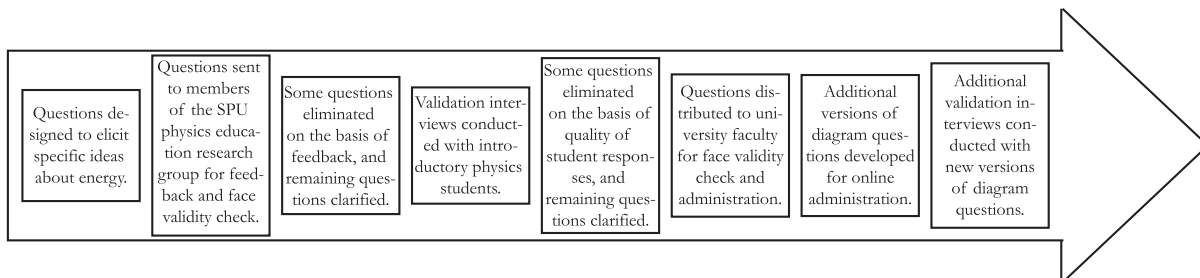 Questions de-
signed to elicit
specific ideas
about energy.
Questions sent
to members
of the SPU
physics educa-
tion research
group for feed-
back and face
validity check.
Some questions
eliminated
on the basis of
feedback, and
remaining ques-
tions clarified.
Validation inter-
views conduct-
ed with intro-
ductory physics
students.
Some questions
eliminated
on the basis of
quality of
student respon-
ses, and
remaining ques-
tions clarified.
Questions dis-
tributed to uni-
versity faculty
for face validity
check and
administration.
Additional
versions of
diagram ques-
tions developed
for online
administration.
Additional
validation in-
terviews con-
ducted with
new versions
of diagram
questions.